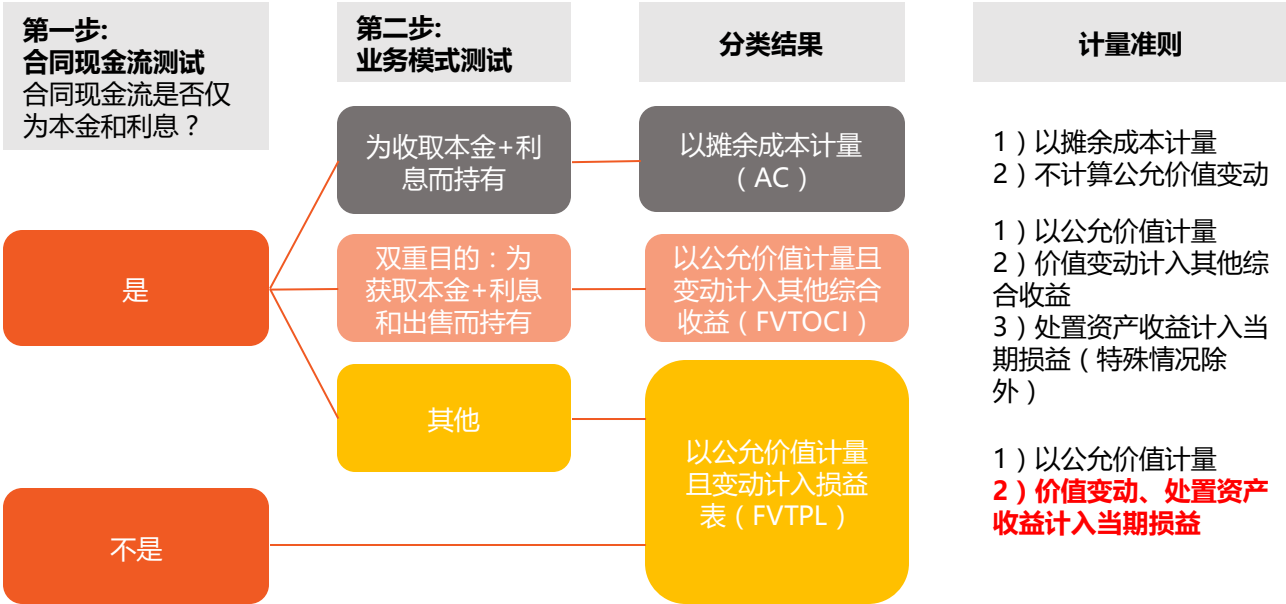 第一步:
合同现金流测试
合同现金流是否仅
为本金和利息？
第二步:
业务模式测试
分类结果
计量准则
是
不是
为收取本金+利
息而持有
双重目的：为
获取本金+利息
和出售而持有
其他
以摊余成本计量
（AC）
以公允价值计量且
变动计入其他综合
收益（FVTOCI）
以公允价值计量
且变动计入损益
表（FVTPL）
1）以摊余成本计量
2）不计算公允价值变动
1）以公允价值计量
2）价值变动计入其他综
合收益
3）处置资产收益计入当
期损益（特殊情况除
外）
1）以公允价值计量
2）价值变动、处置资产
收益计入当期损益